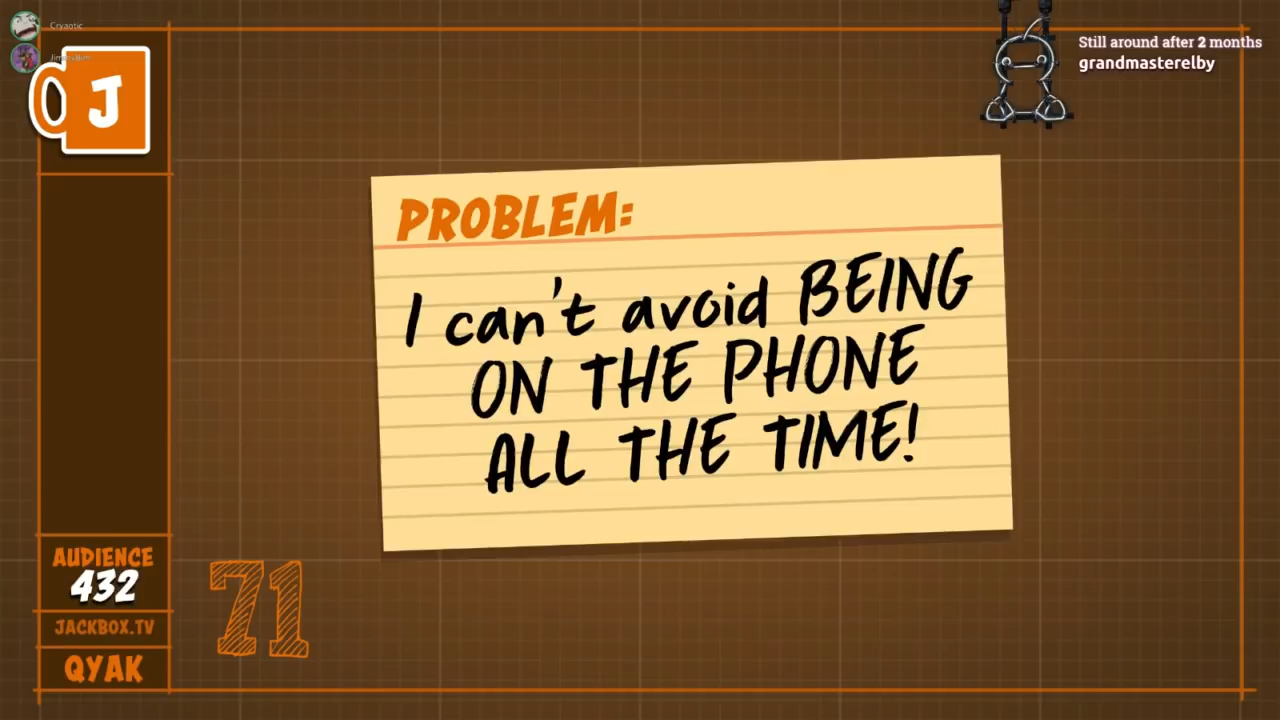 Cryaotic
Still around after 2 months
grandmasterelby
J
PROBLEM:
I can't avoid BEING
ON THE PHONE
ALL THE TIME!
AUDIENCE
432
71
JACKBOX.TV
QYAK